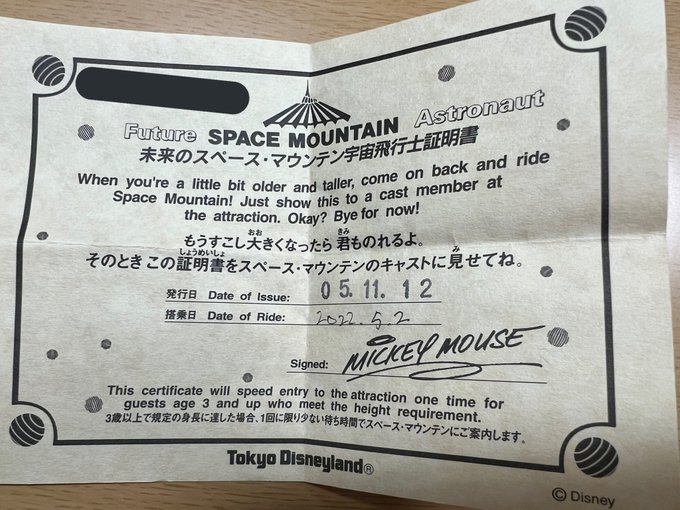 Future SPACE MOUNTAIN Astronaut
未来のスペース・マウンテン宇宙飛行士証明書
When you're a little bit older and taller, come on back and ride
Space Mountain! Just show this to a cast member at
the attraction. Okay? Bye for now!
もうすこし大きくなったら君ものれるよ。
そのときこの証明書をスペース・マウンテンのキャストに見せてね。
発行日 Date of Issue: 05.11.12
搭乗日 Date of Ride: 2022.5.2
Signed: MICKEY MOUSE
This certificate will speed entry to the attraction one time for
guests age 3 and up who meet the height requirement.
3歳以上で規定の身長に達した場合、1回に限り少ない待ち時間でスペース・マウンテンにご案内します。
Tokyo Disneyland®
© Disney